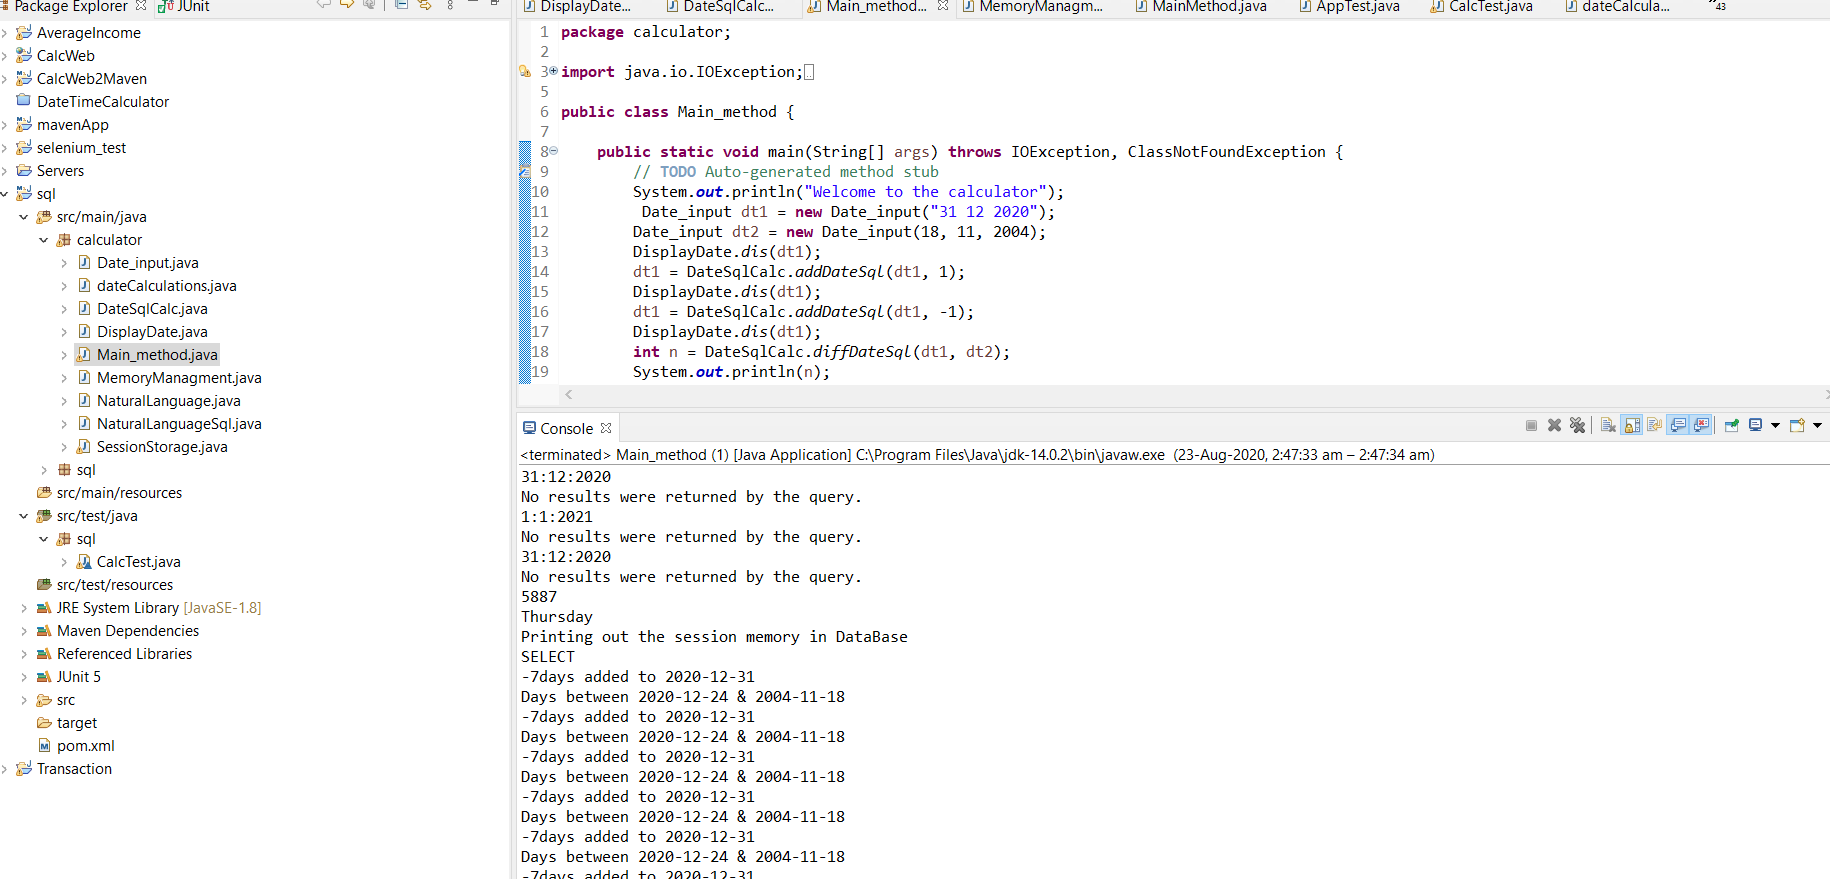 Package Explorer JUnit
AverageIncome
CalcWeb
CalcWeb2Maven
DateTimeCalculator
mavenApp
selenium_test
Servers
sql
src/main/java
calculator
Date_input.java
dateCalculations.java
DateSqlCalc.java
DisplayDate.java
Main_method.java
MemoryManagment.java
NaturalLanguage.java
NaturalLanguageSql.java
SessionStorage.java
sql
src/main/resources
src/test/java
sql
CalcTest.java
src/test/resources
JRE System Library [JavaSE-1.8]
Maven Dependencies
Referenced Libraries
JUnit 5
src
target
pom.xml
Transaction
DisplayDate... DateSqlCalc... Main_method... MemoryManagm... MainMethod.java AppTest.java CalcTest.java dateCalcula... »43
1 package calculator;
2
3 import java.io.IOException;
5
6 public class Main_method {
7
8 public static void main(String[] args) throws IOException, ClassNotFoundException {
9 // TODO Auto-generated method stub
10 System.out.println("Welcome to the calculator");
11 Date_input dt1 = new Date_input("31 12 2020");
12 Date_input dt2 = new Date_input(18, 11, 2004);
13 DisplayDate.dis(dt1);
14 dt1 = DateSqlCalc.addDateSql(dt1, 1);
15 DisplayDate.dis(dt1);
16 dt1 = DateSqlCalc.addDateSql(dt1, -1);
17 DisplayDate.dis(dt1);
18 int n = DateSqlCalc.diffDateSql(dt1, dt2);
19 System.out.println(n);
Console
<terminated> Main_method (1) [Java Application] C:\Program Files\Java\jdk-14.0.2\bin\javaw.exe (23-Aug-2020, 2:47:33 am – 2:47:34 am)
31:12:2020
No results were returned by the query.
1:1:2021
No results were returned by the query.
31:12:2020
No results were returned by the query.
5887
Thursday
Printing out the session memory in DataBase
SELECT
-7days added to 2020-12-31
Days between 2020-12-24 & 2004-11-18
-7days added to 2020-12-31
Days between 2020-12-24 & 2004-11-18
-7days added to 2020-12-31
Days between 2020-12-24 & 2004-11-18
-7days added to 2020-12-31
Days between 2020-12-24 & 2004-11-18
-7days added to 2020-12-31
Days between 2020-12-24 & 2004-11-18
-7days added to 2020-12-31